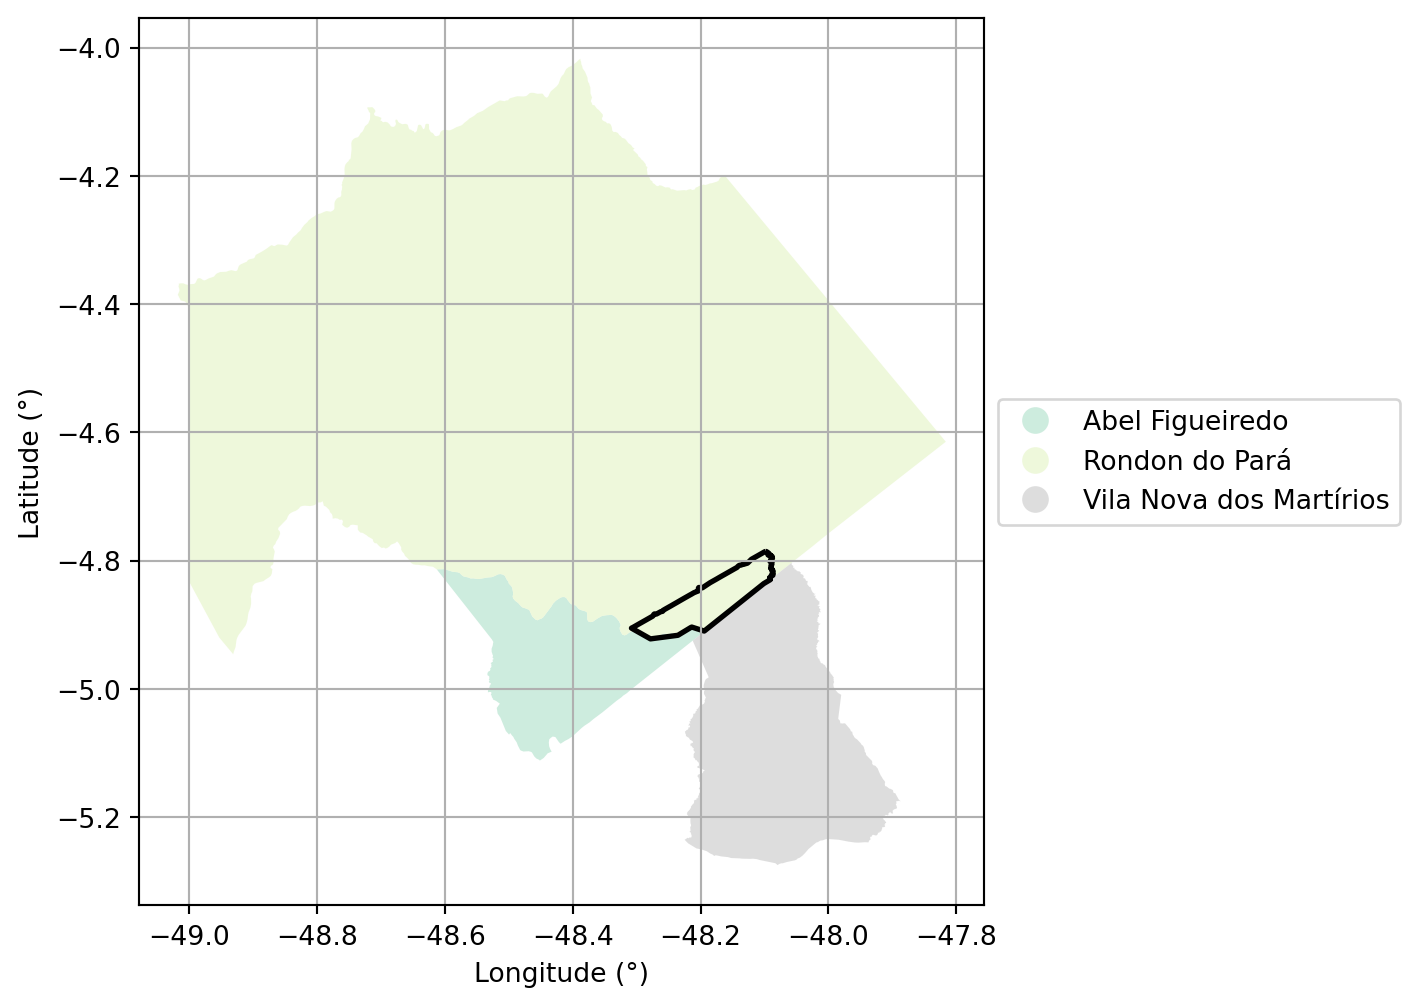 −4.0
−4.2
−4.4
−4.6
−4.8
−5.0
−5.2
Latitude (°)
−49.0 −48.8 −48.6 −48.4 −48.2 −48.0 −47.8
Longitude (°)
Abel Figueiredo
Rondon do Pará
Vila Nova dos Martírios